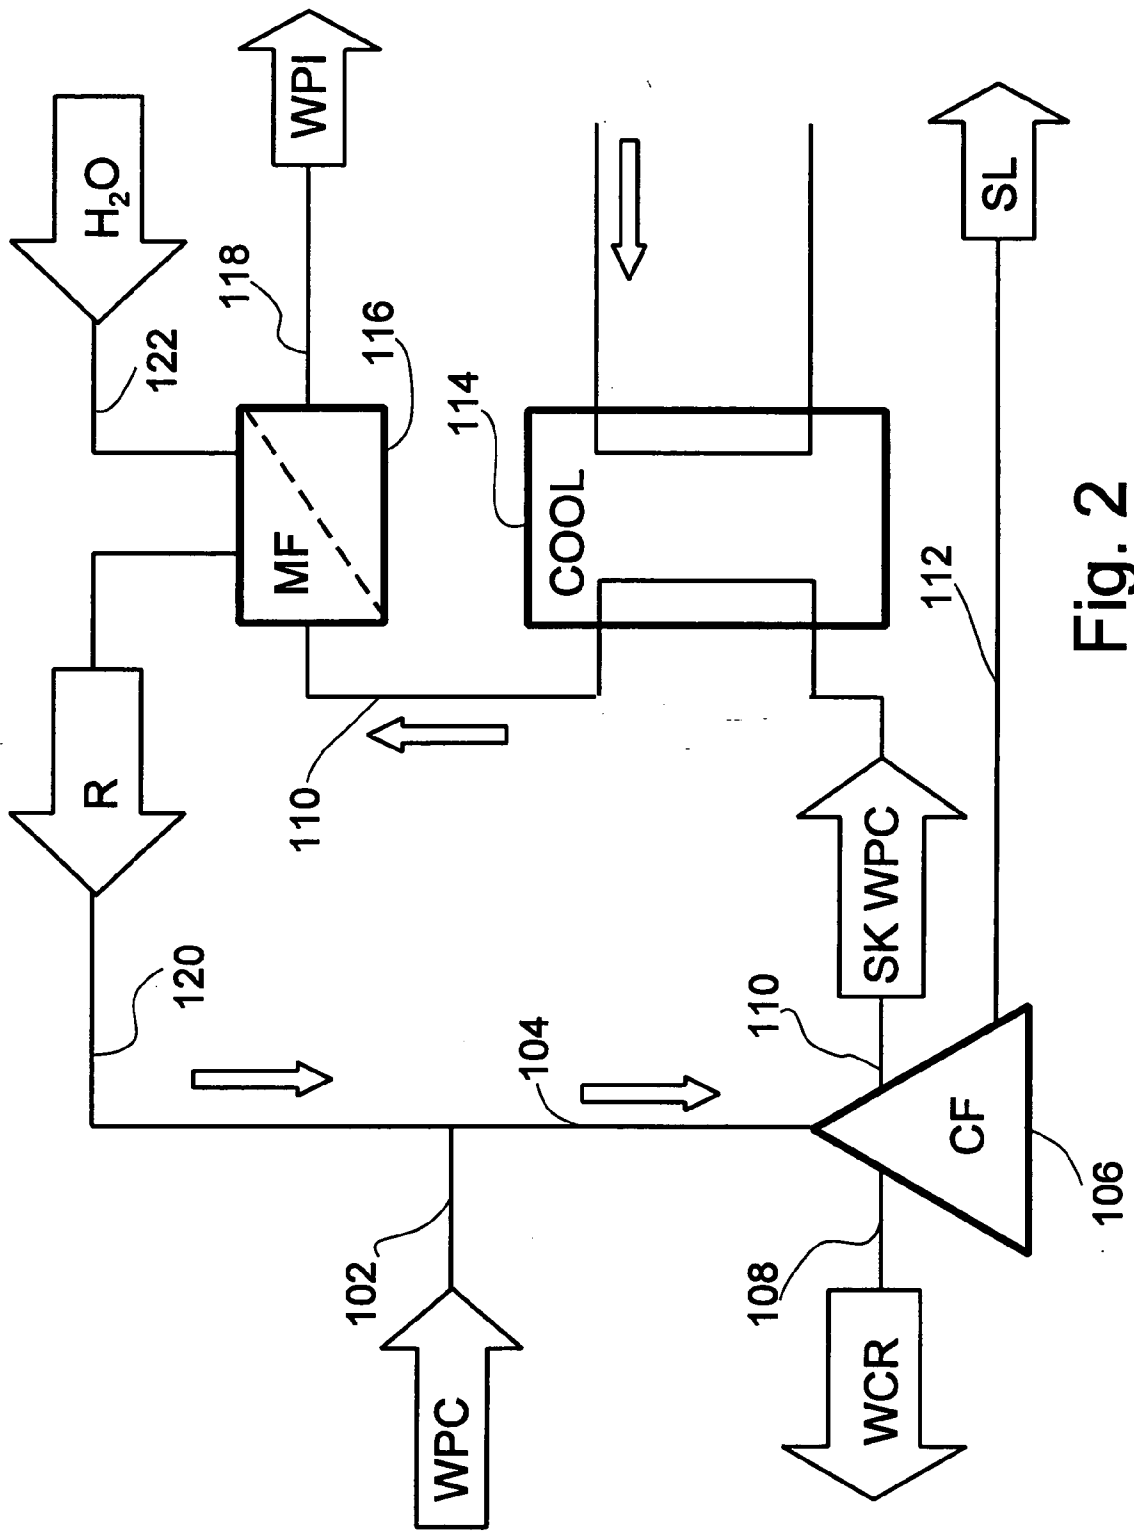 H₂O
WPI
122
118
R
MF
116
120
110
114
COOL
104
WPC
102
SK WPC
110
112
SL
CF
108
WCR
106
Fig. 2